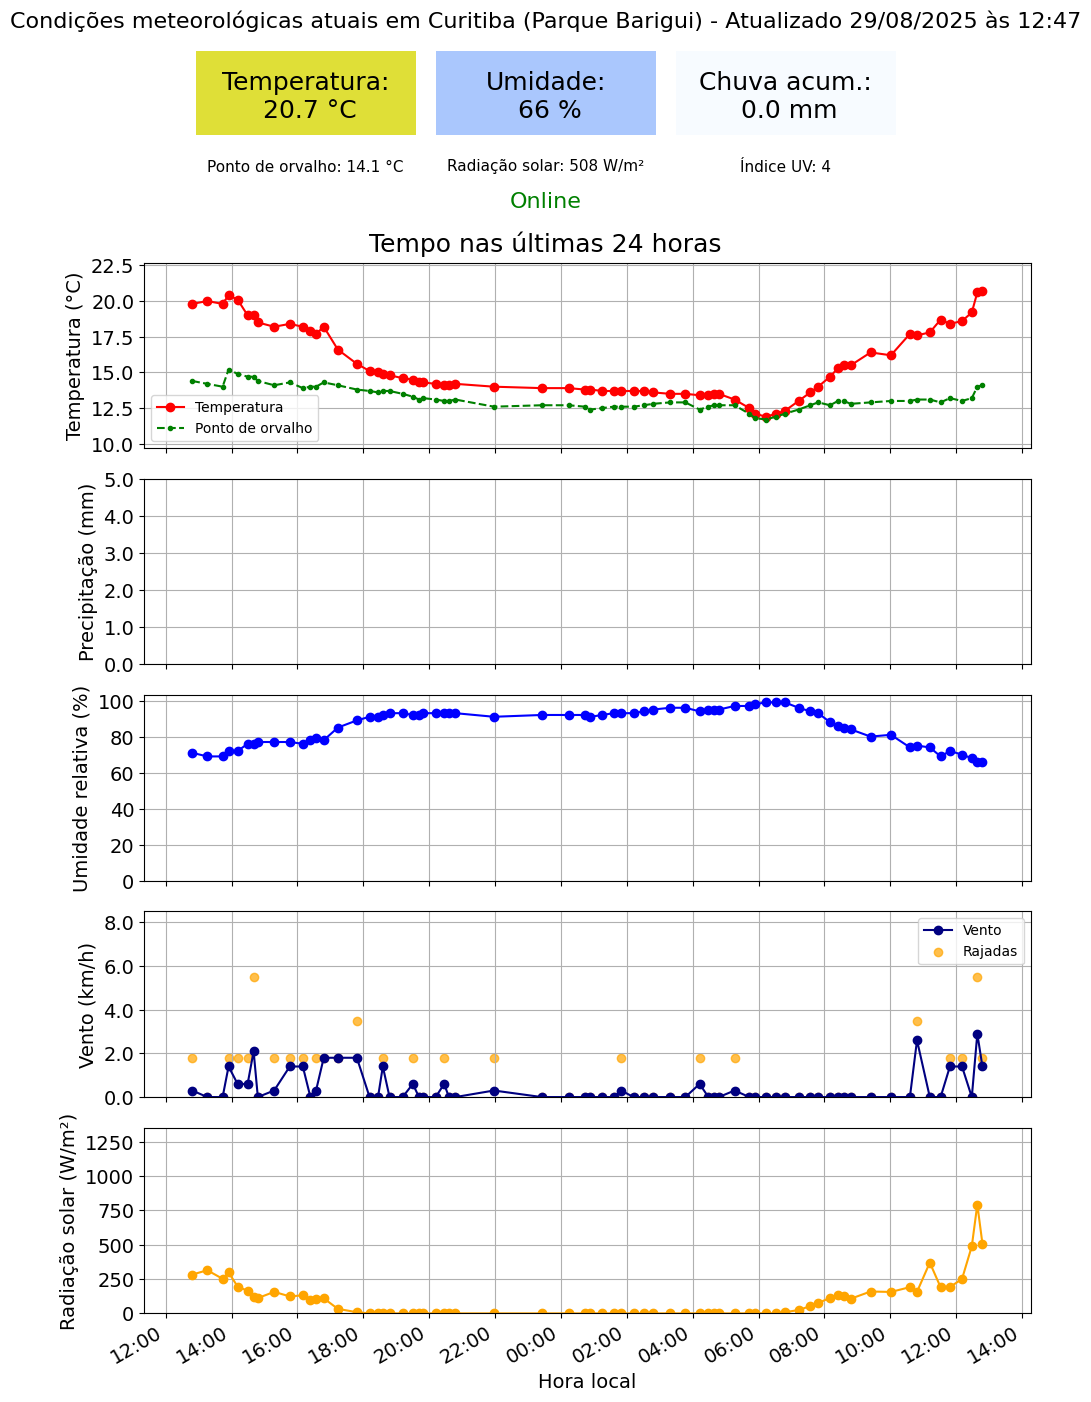 Condições meteorológicas atuais em Curitiba (Parque Barigui) - Atualizado 29/08/2025 às 12:47
Temperatura:
20.7 °C
Umidade:
66 %
Chuva acum.:
0.0 mm
Ponto de orvalho: 14.1 °C
Radiação solar: 508 W/m²
Índice UV: 4
Online
Tempo nas últimas 24 horas
Temperatura (°C)
22.5
20.0
17.5
15.0
12.5
10.0
Temperatura
Ponto de orvalho
Precipitação (mm)
5.0
4.0
3.0
2.0
1.0
0.0
Umidade relativa (%)
100
80
60
40
20
0
Vento (km/h)
8.0
6.0
4.0
2.0
0.0
Vento
Rajadas
Radiação solar (W/m²)
1250
1000
750
500
250
0
12:00
14:00
16:00
18:00
20:00
22:00
00:00
02:00
04:00
06:00
08:00
10:00
12:00
14:00
Hora local